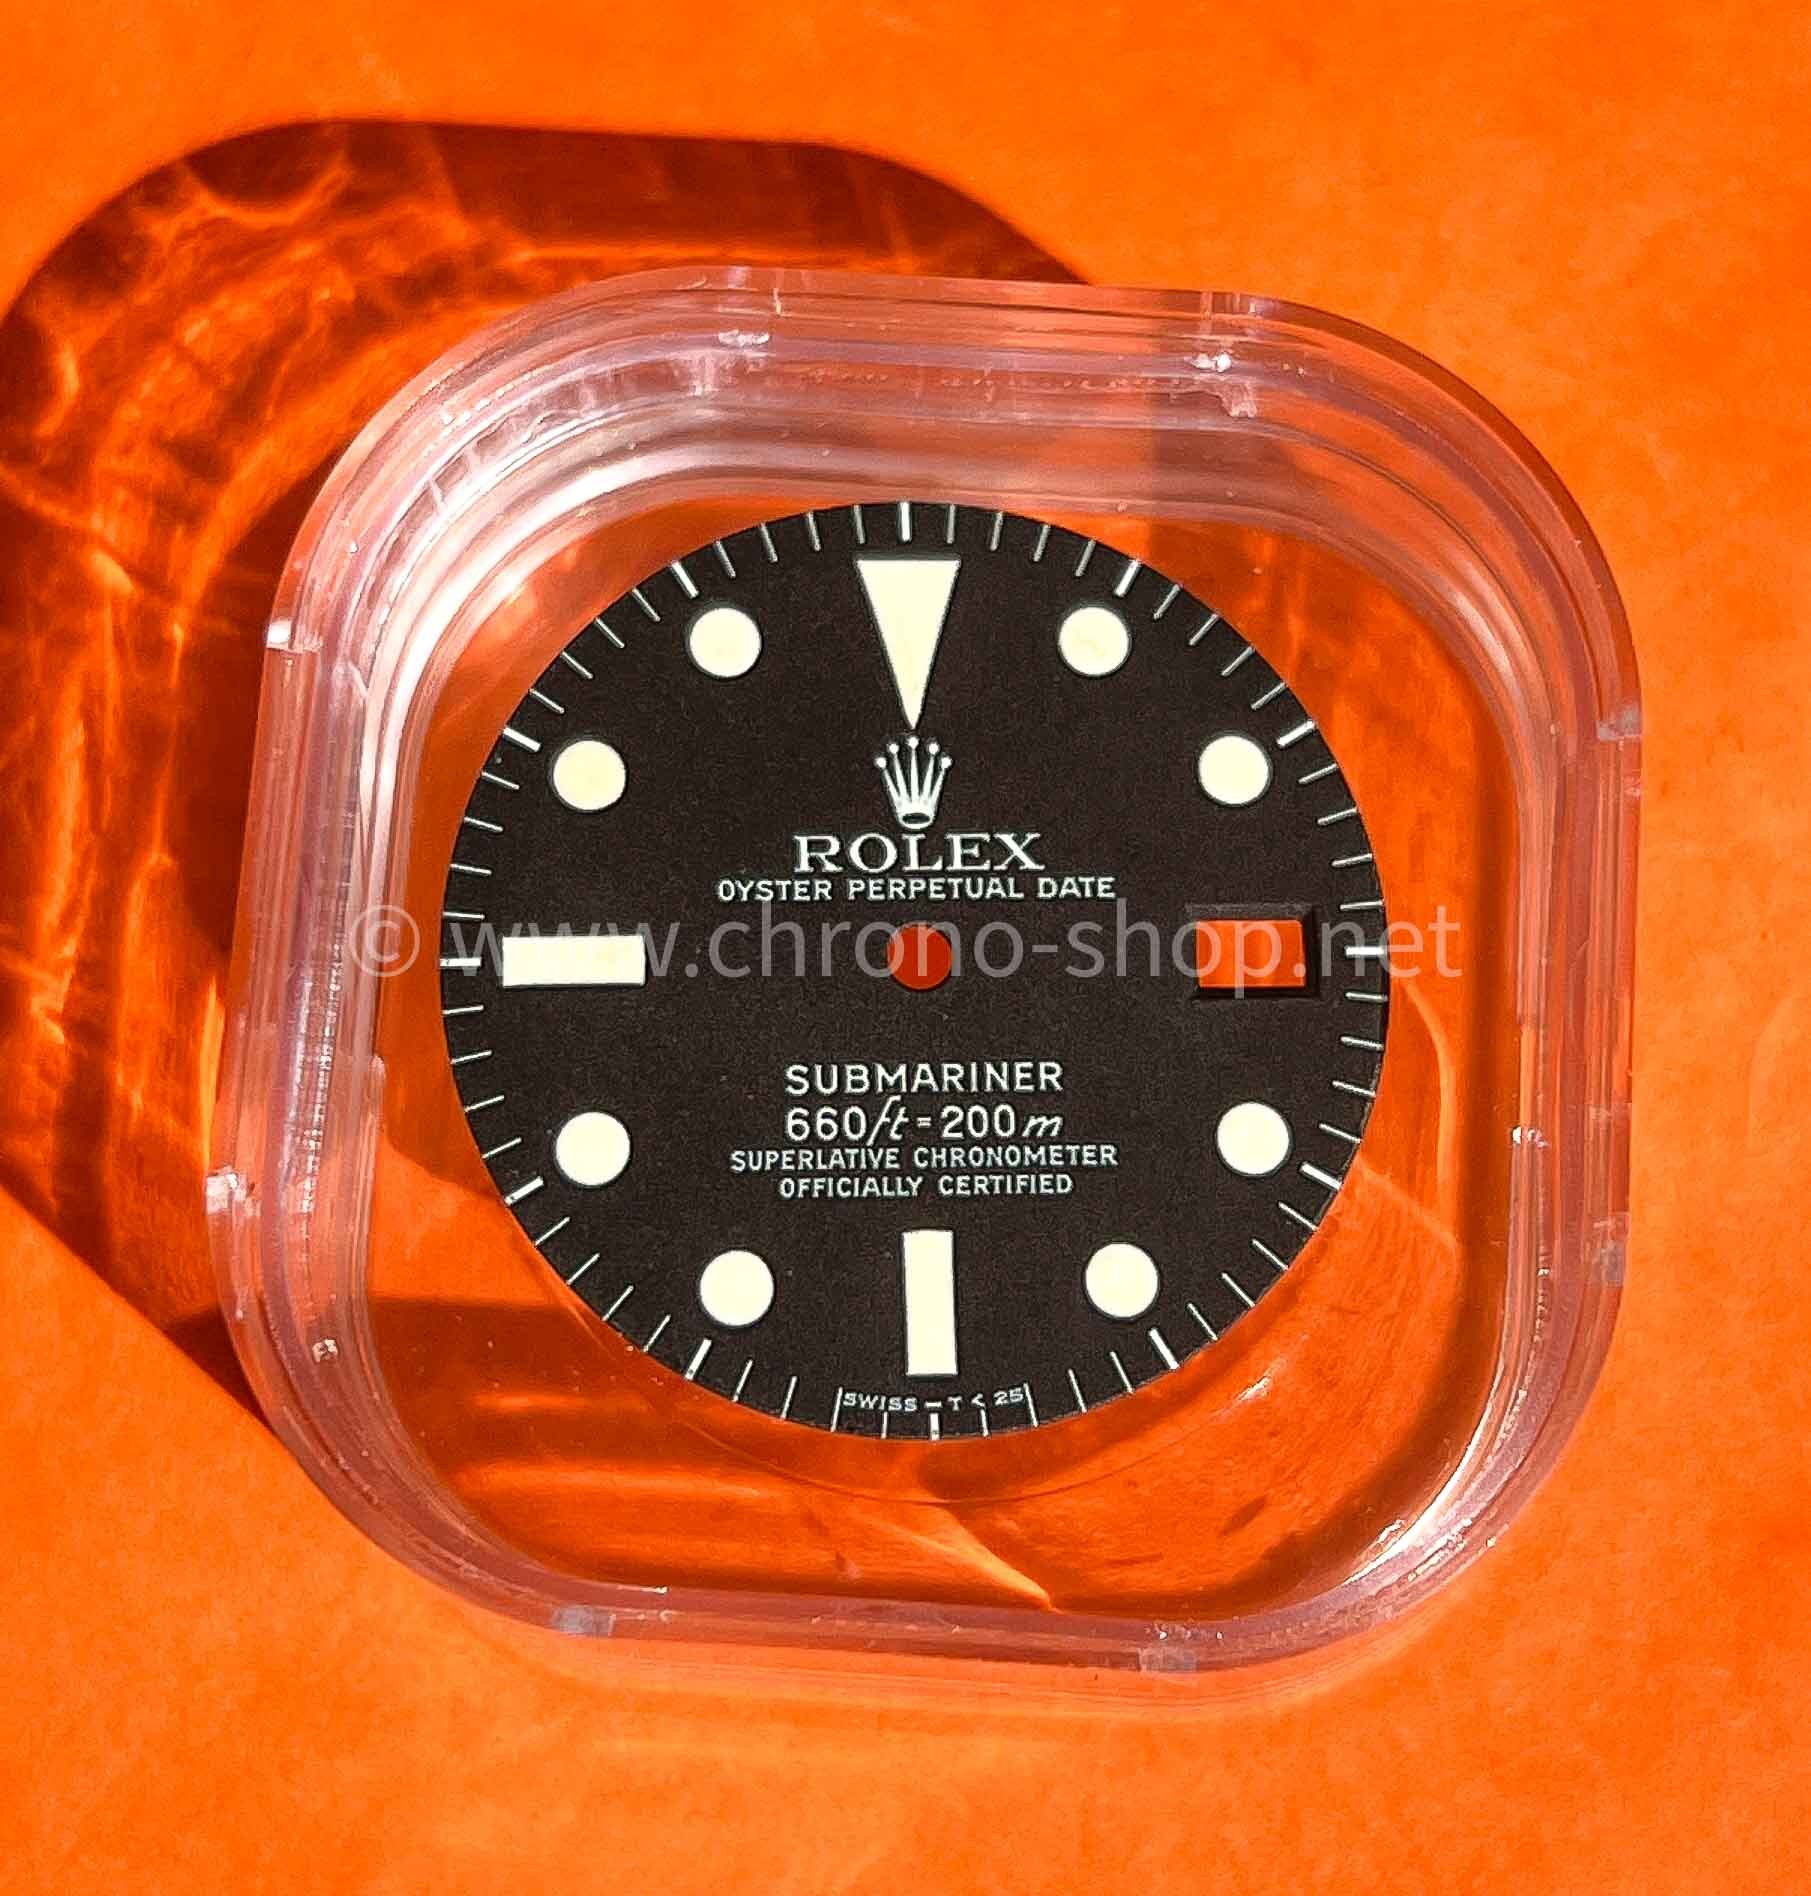 ROLEX
OYSTER PERPETUAL DATE
© www.chrono-shop.net
SUBMARINER
660ft = 200m
SUPERLATIVE CHRONOMETER
OFFICIALLY CERTIFIED
SWISS - T < 25